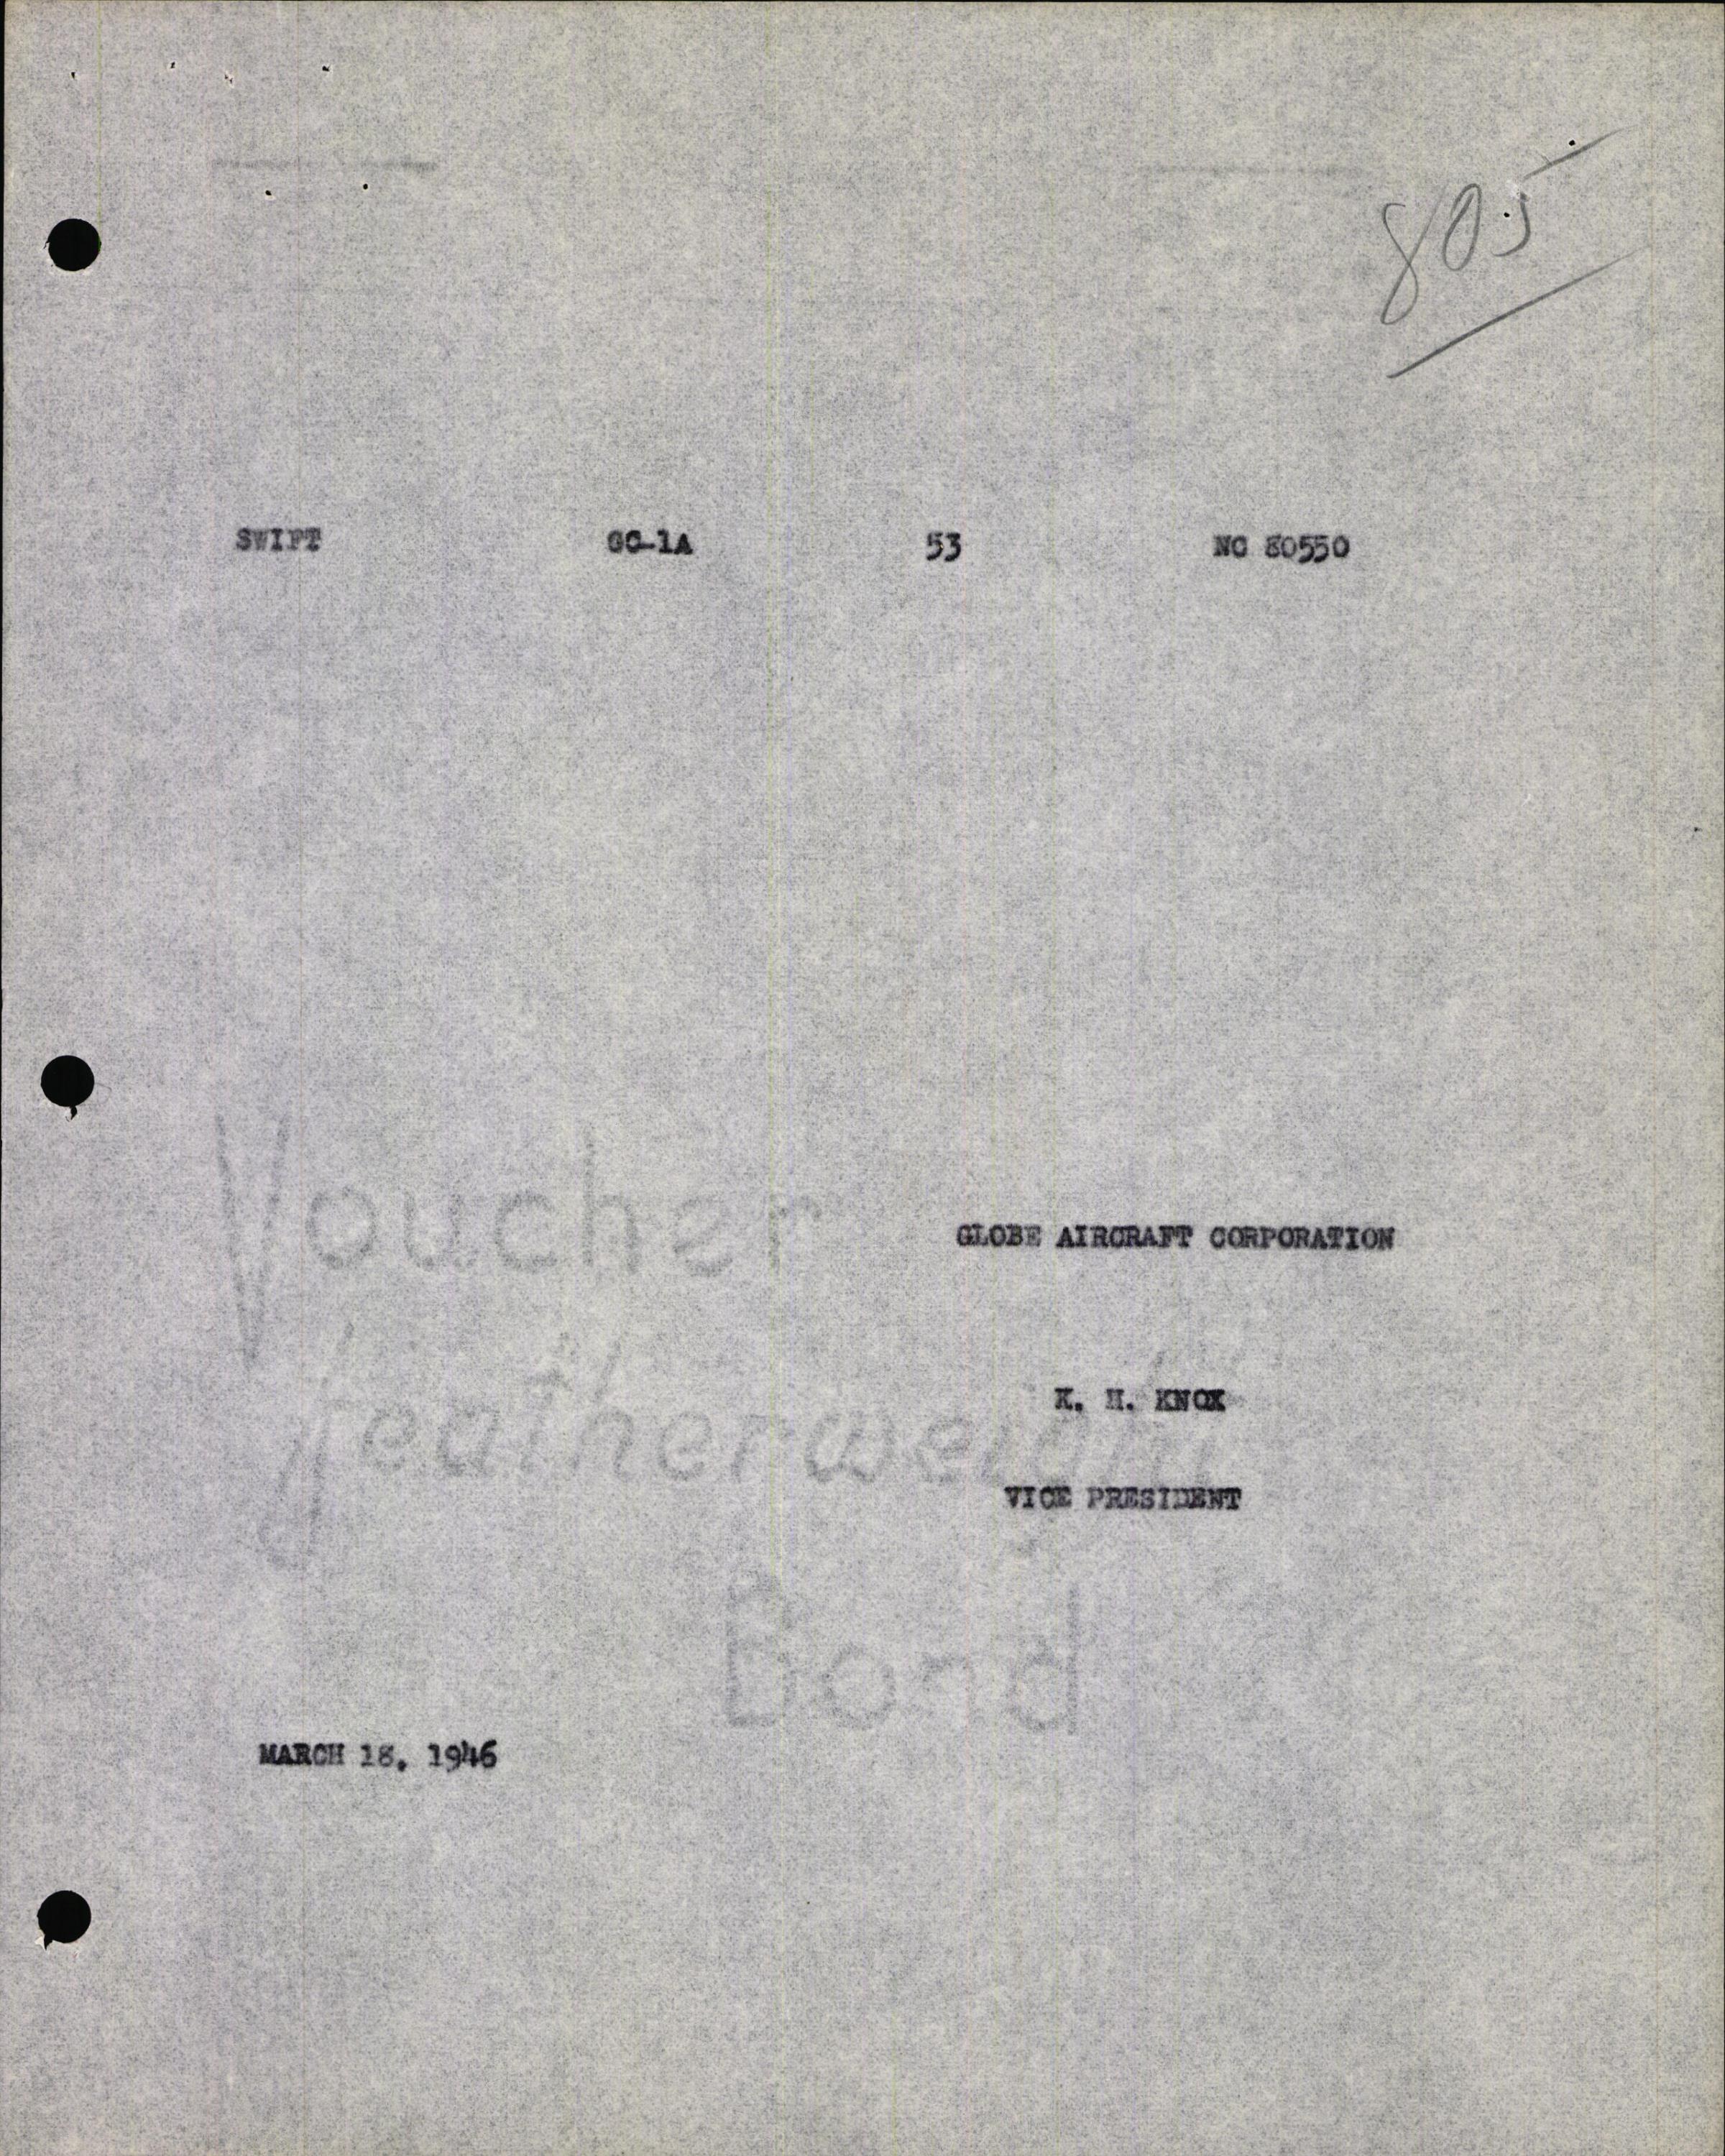 805
SWIFT GC-1A 53 NC 80550
Voucher
GLOBE AIRCRAFT CORPORATION
K. H. KNOX
Featherweight
VICE PRESIDENT
Bond
MARCH 18, 1946